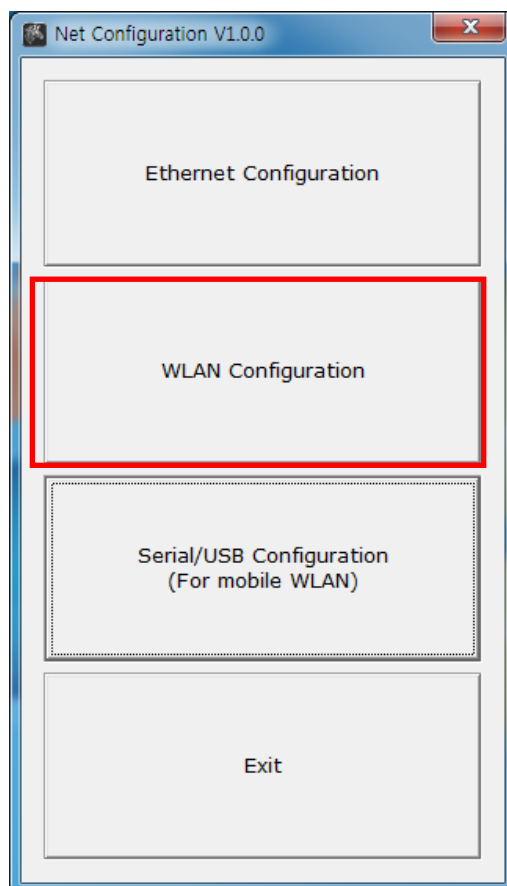 Net Configuration V1.0.0
Ethernet Configuration
WLAN Configuration
Serial/USB Configuration
(For mobile WLAN)
Exit